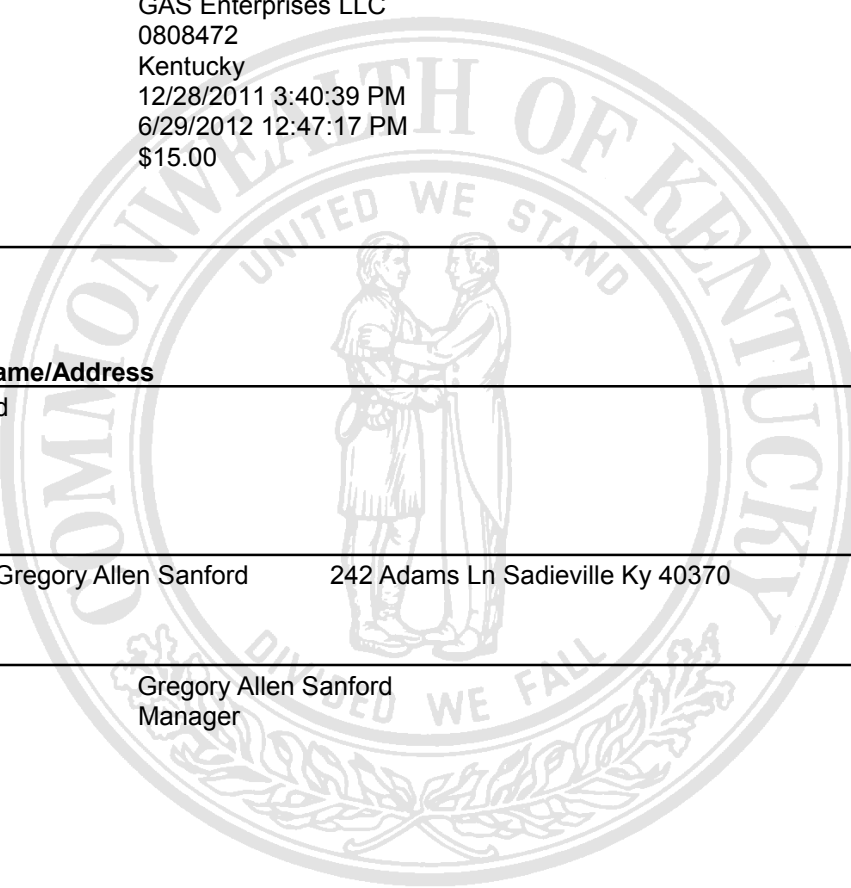 GAS Enterprises LLC
0808472
Kentucky
12/28/2011 3:40:39 PM
6/29/2012 12:47:17 PM
$15.00
COMMONWEALTH OF KENTUCKY
UNITED WE STAND
ame/Address
d
Gregory Allen Sanford 242 Adams Ln Sadieville Ky 40370
DIVIDED WE FALL
Gregory Allen Sanford
Manager